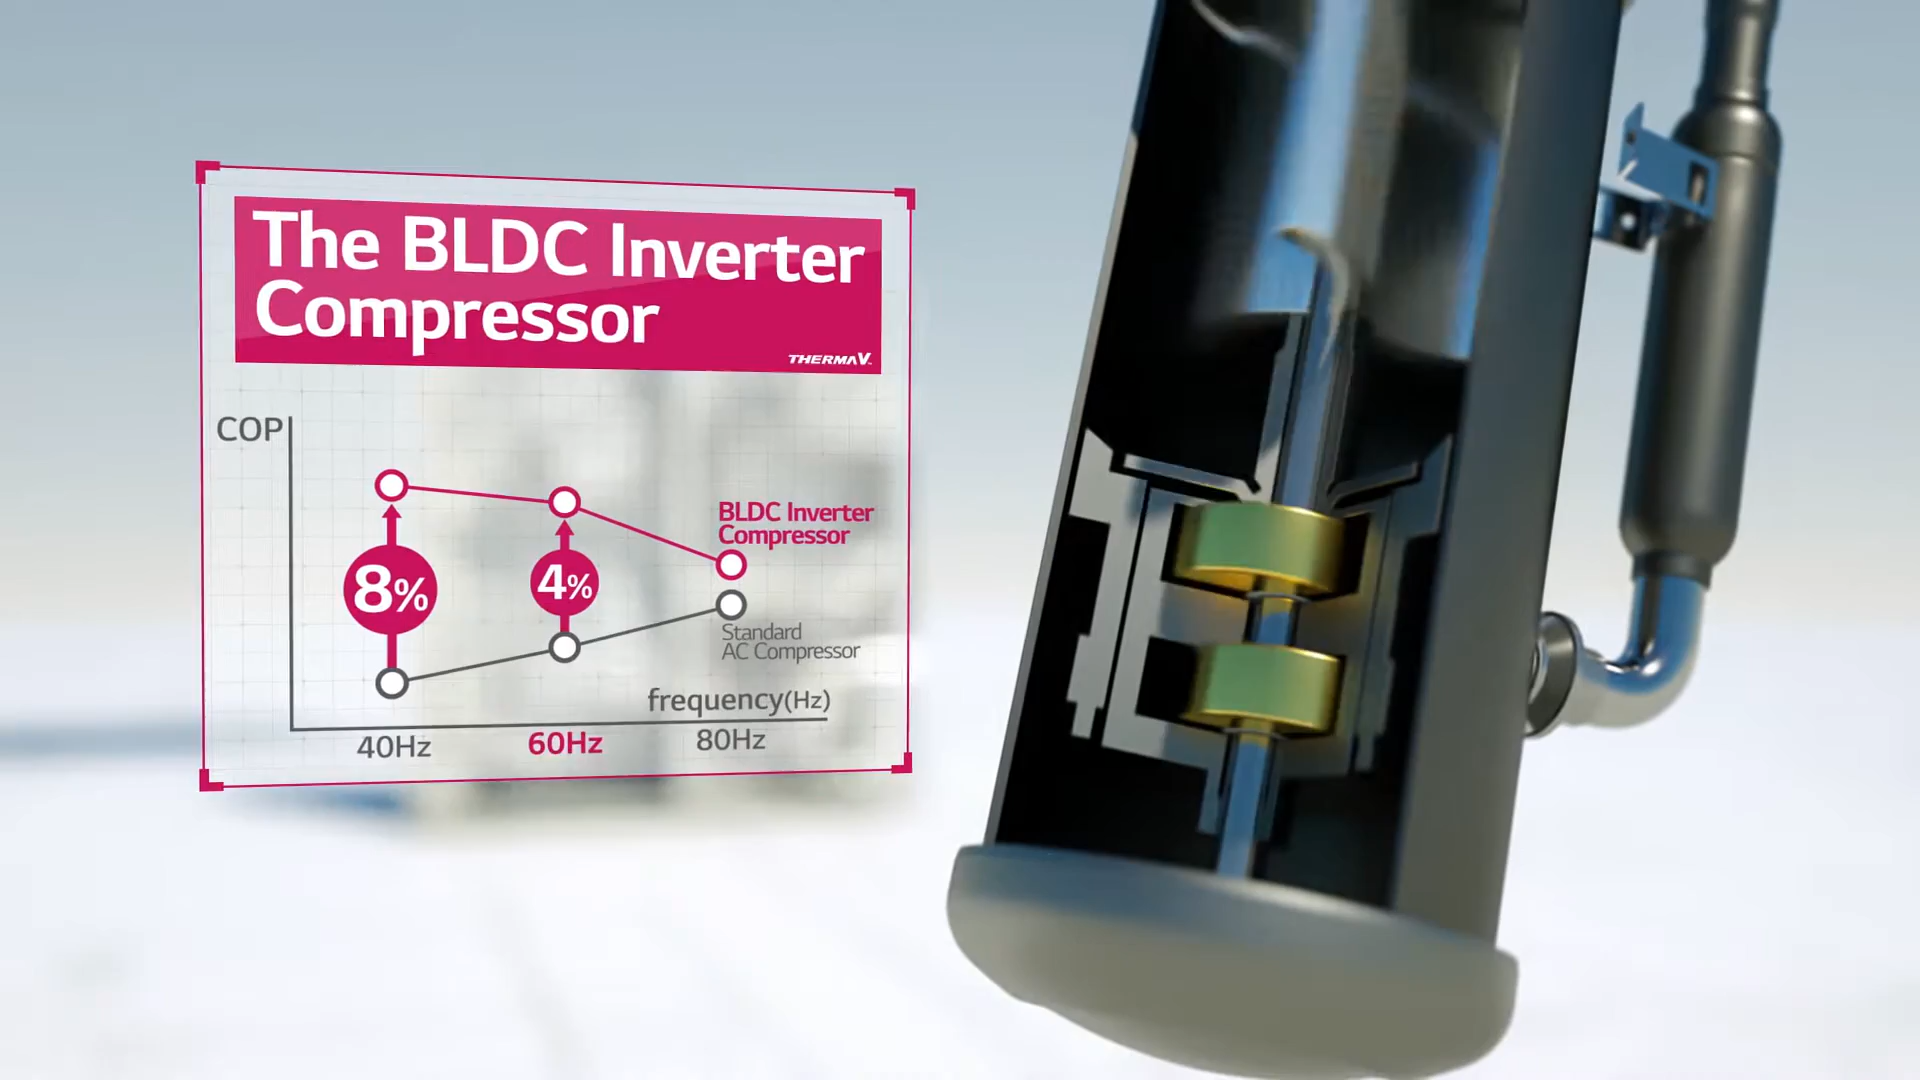 The BLDC Inverter
Compressor
THERMA V™
COP
8%
4%
BLDC Inverter
Compressor
Standard
AC Compressor
frequency(Hz)
40Hz
60Hz
80Hz